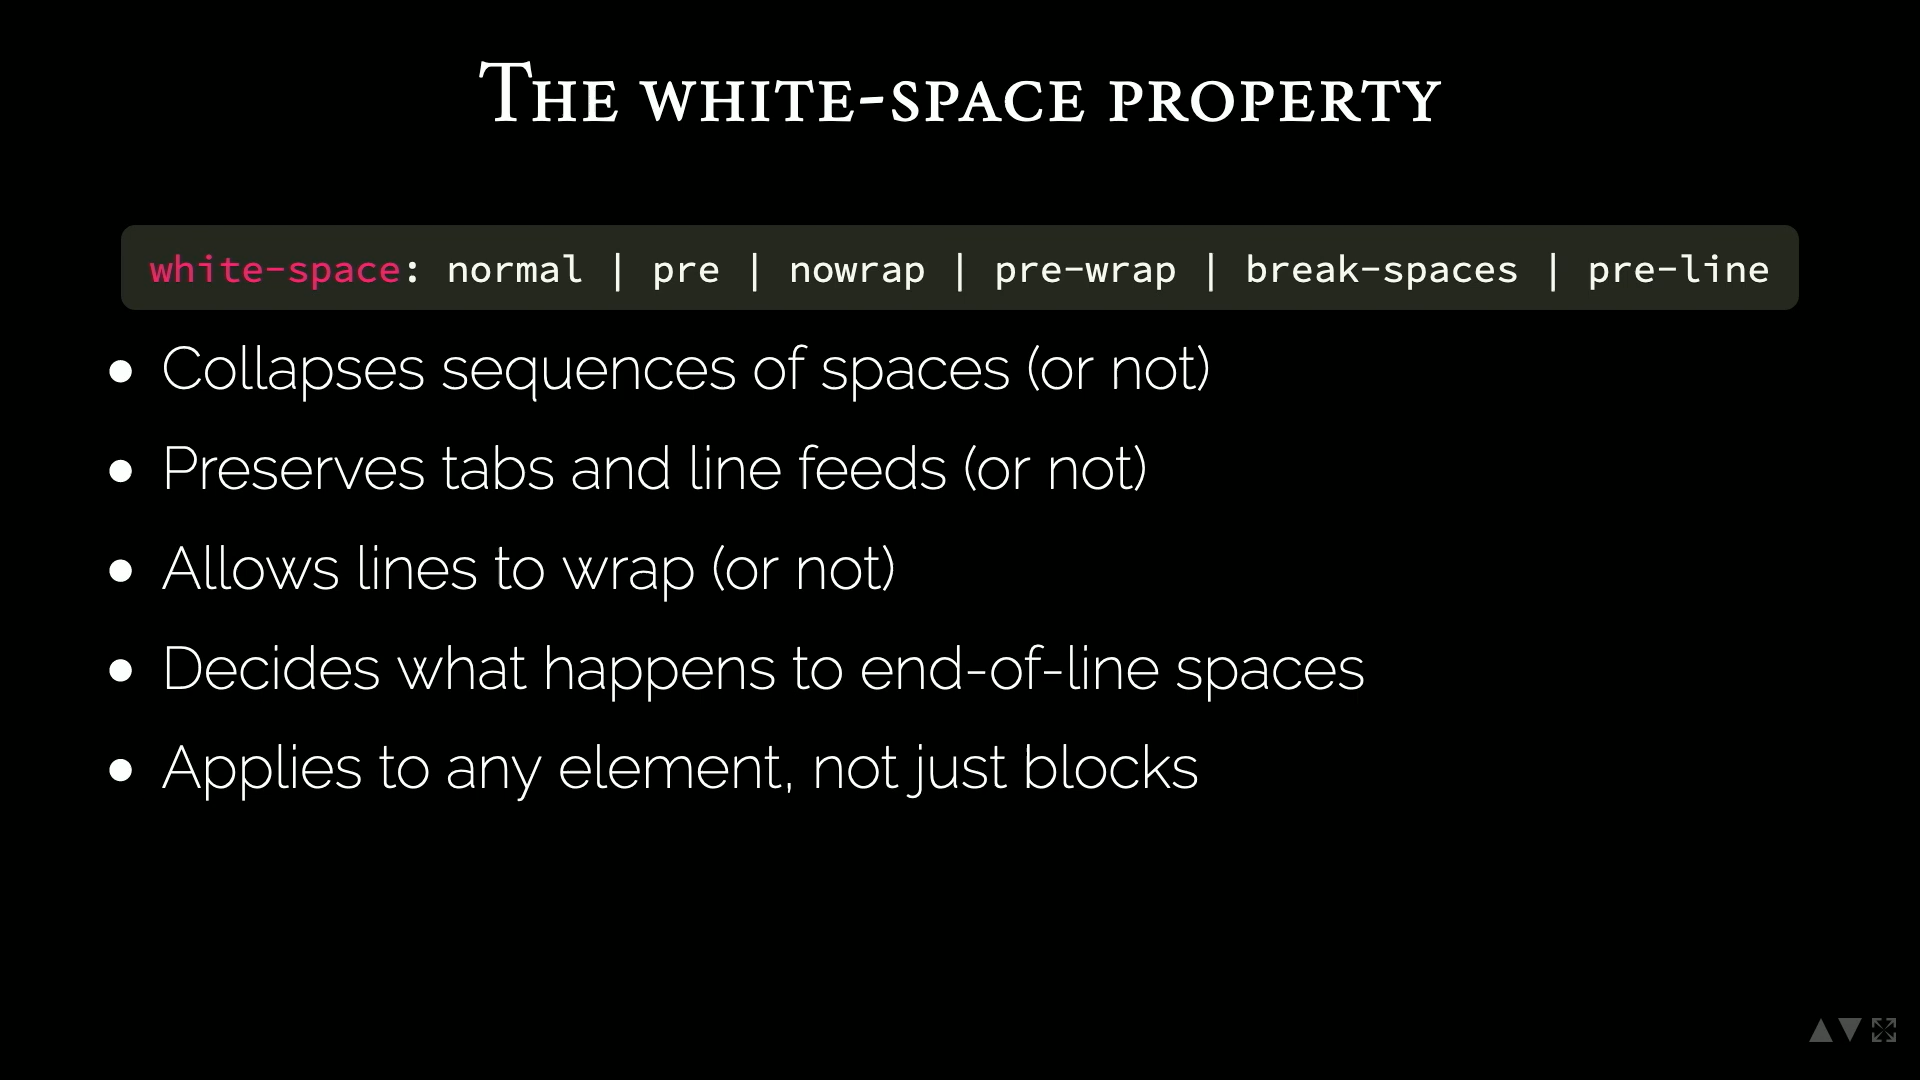 The white-space property
white-space: normal | pre | nowrap | pre-wrap | break-spaces | pre-line
• Collapses sequences of spaces (or not)
• Preserves tabs and line feeds (or not)
• Allows lines to wrap (or not)
• Decides what happens to end-of-line spaces
• Applies to any element, not just blocks